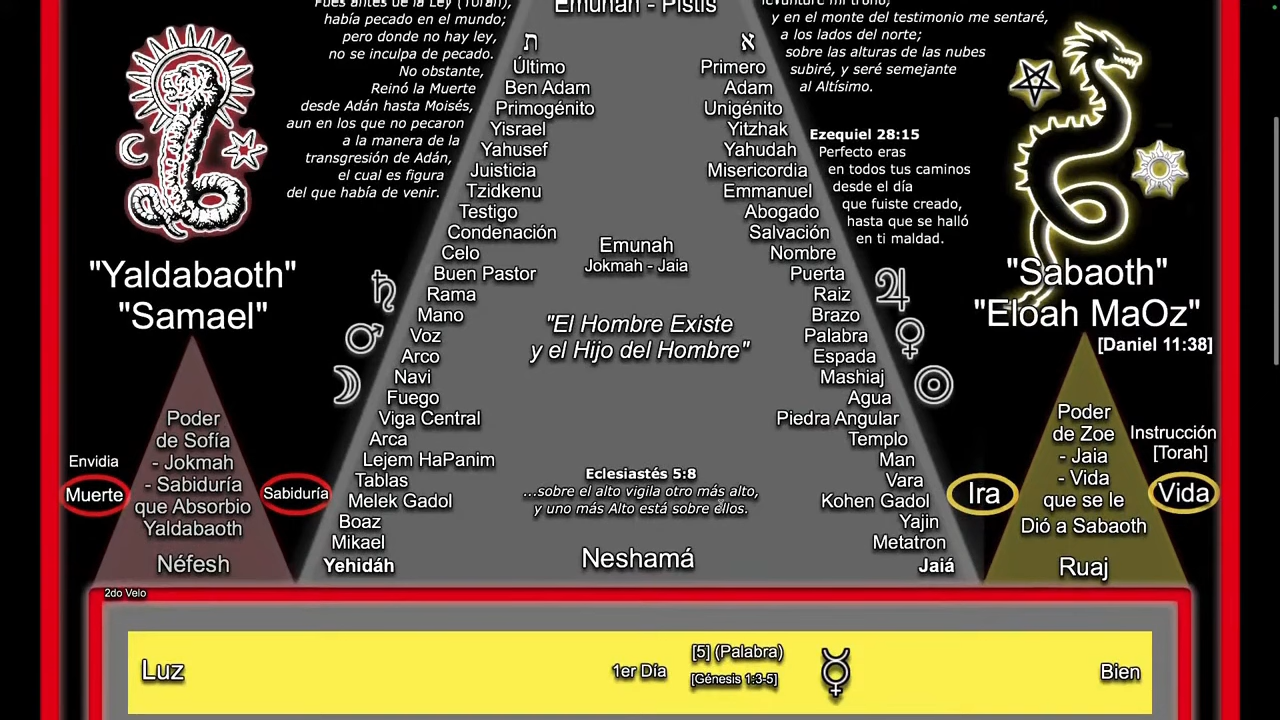 Emunah - Pistis
Pues antes de la Ley (Torah),
había pecado en el mundo;
pero donde no hay ley,
no se inculpa de pecado.
No obstante,
Reinó la Muerte
desde Adán hasta Moisés,
aun en los que no pecaron
a la manera de la
transgresión de Adán,
el cual es figura
del que había de venir.
levantaré mi trono,
y en el monte del testimonio me sentaré,
a los lados del norte;
sobre las alturas de las nubes
subiré, y seré semejante
al Altísimo.
Ezequiel 28:15
Perfecto eras
en todos tus caminos
desde el día
que fuiste creado,
hasta que se halló
en ti maldad.
ת
Último
Ben Adam
Primogénito
Yisrael
Yahusef
Juisticia
Tzidkenu
Testigo
Condenación
Celo
Buen Pastor
Rama
Mano
Voz
Arco
Navi
Fuego
Viga Central
Arca
Lejem HaPanim
Tablas
Melek Gadol
Boaz
Mikael
Yehidáh
א
Primero
Adam
Unigénito
Yitzhak
Yahudah
Misericordia
Emmanuel
Abogado
Salvación
Nombre
Puerta
Raiz
Brazo
Palabra
Espada
Mashiaj
Agua
Piedra Angular
Templo
Man
Vara
Kohen Gadol
Yajin
Metatron
Jaiá
Emunah
Jokmah - Jaia
"El Hombre Existe
y el Hijo del Hombre"
Eclesiastés 5:8
...sobre el alto vigila otro más alto,
y uno más Alto está sobre ellos.
Neshamá
"Yaldabaoth"
"Samael"
Poder
de Sofía
- Jokmah
- Sabiduría
que Absorbio
Yaldabaoth
Néfesh
Envidia
Muerte
Sabiduría
"Sabaoth"
"Eloah MaOz"
[Daniel 11:38]
Poder
de Zoe
- Jaia
- Vida
que se le
Dió a Sabaoth
Ruaj
Instrucción
[Torah]
Ira
Vida
2do Velo
Luz
1er Día
[5] (Palabra)
[Génesis 1:3-5]
Bien